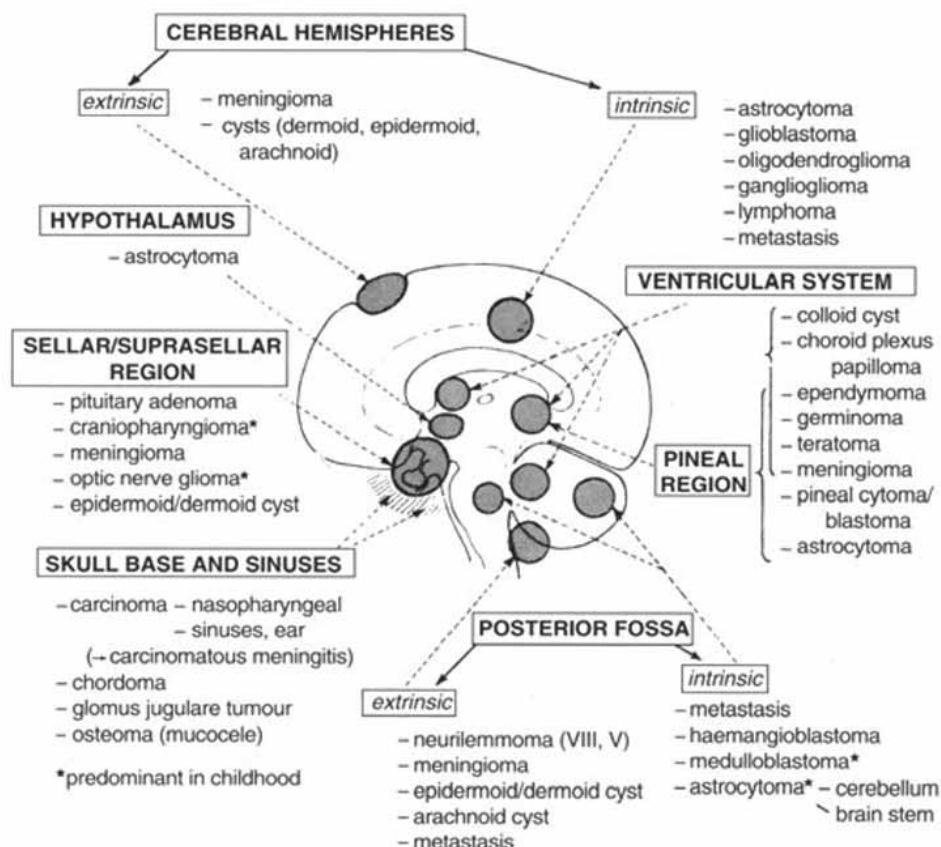 CEREBRAL HEMISPHERES
extrinsic
– meningioma
– cysts (dermoid, epidermoid,
arachnoid)
intrinsic
– astrocytoma
– glioblastoma
– oligodendroglioma
– ganglioglioma
– lymphoma
– metastasis
HYPOTHALAMUS
– astrocytoma
VENTRICULAR SYSTEM
– colloid cyst
– choroid plexus
papilloma
– ependymoma
– germinoma
– teratoma
– meningioma
– pineal cytoma/
blastoma
– astrocytoma
PINEAL
REGION
SELLAR/SUPRASELLAR
REGION
– pituitary adenoma
– craniopharyngioma*
– meningioma
– optic nerve glioma*
– epidermoid/dermoid cyst
SKULL BASE AND SINUSES
– carcinoma – nasopharyngeal
– sinuses, ear
(→ carcinomatous meningitis)
– chordoma
– glomus jugulare tumour
– osteoma (mucocele)
*predominant in childhood
POSTERIOR FOSSA
extrinsic
– neurilemmoma (VIII, V)
– meningioma
– epidermoid/dermoid cyst
– arachnoid cyst
– metastasis
intrinsic
– metastasis
– haemangioblastoma
– medulloblastoma*
– astrocytoma* – cerebellum
brain stem